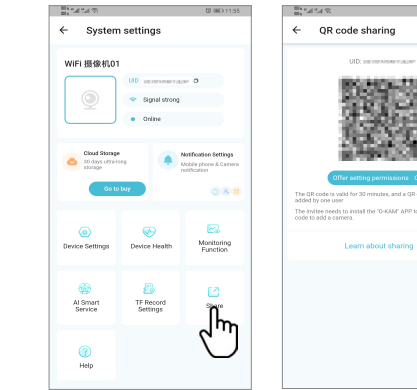 11:55
System settings
WiFi 摄像机01
UID
Signal strong
Online
Cloud Storage
30 days ultra-long
storage
Go to buy
Notification Settings
Mobile phone & Camera
notification
Device Settings
Device Health
Monitoring
Function
AI Smart
Service
TF Record
Settings
Share
Help
QR code sharing
UID:
Offer setting permissions
The QR code is valid for 30 minutes, and a QR
added by one user
The invitee needs to install the "O-KAM" APP
code to add a camera.
Learn about sharing